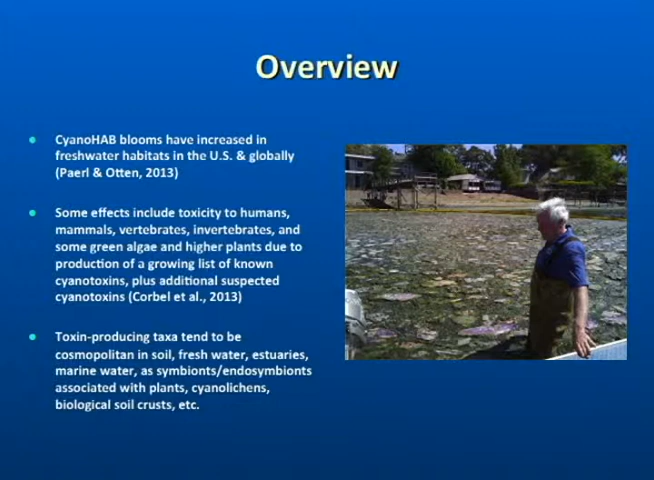 Overview
CyanoHAB blooms have increased in
freshwater habitats in the U.S. & globally
(Paerl & Otten, 2013)
Some effects include toxicity to humans,
mammals, vertebrates, invertebrates, and
some green algae and higher plants due to
production of a growing list of known
cyanotoxins, plus additional suspected
cyanotoxins (Corbel et al., 2013)
Toxin-producing taxa tend to be
cosmopolitan in soil, fresh water, estuaries,
marine water, as symbionts/endosymbionts
associated with plants, cyanolichens,
biological soil crusts, etc.